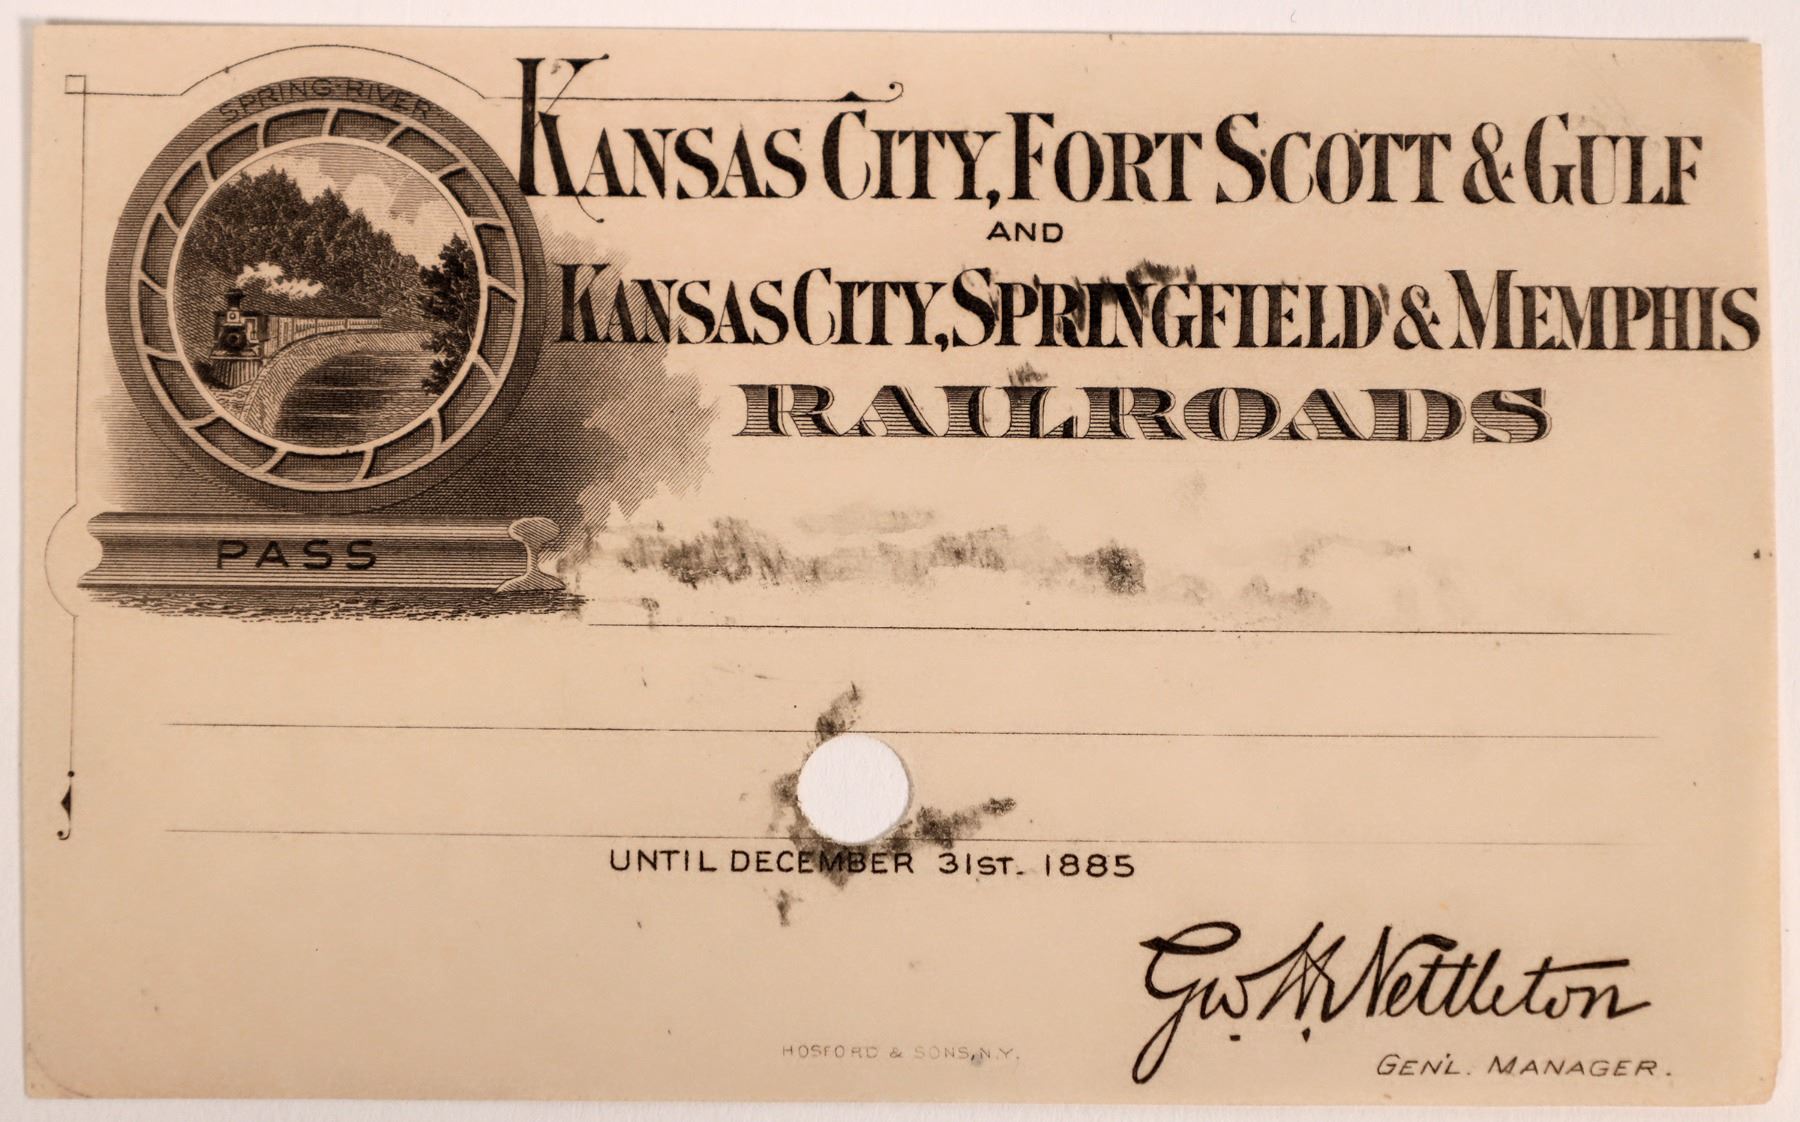 SPRING RIVER
KANSAS CITY, FORT SCOTT & GULF
AND
KANSAS CITY, SPRINGFIELD & MEMPHIS
RAILROADS
PASS
UNTIL DECEMBER 31ST. 1885
Geo. H. Nettleton
GEN'L. MANAGER.
HOSFORD & SONS, N.Y.